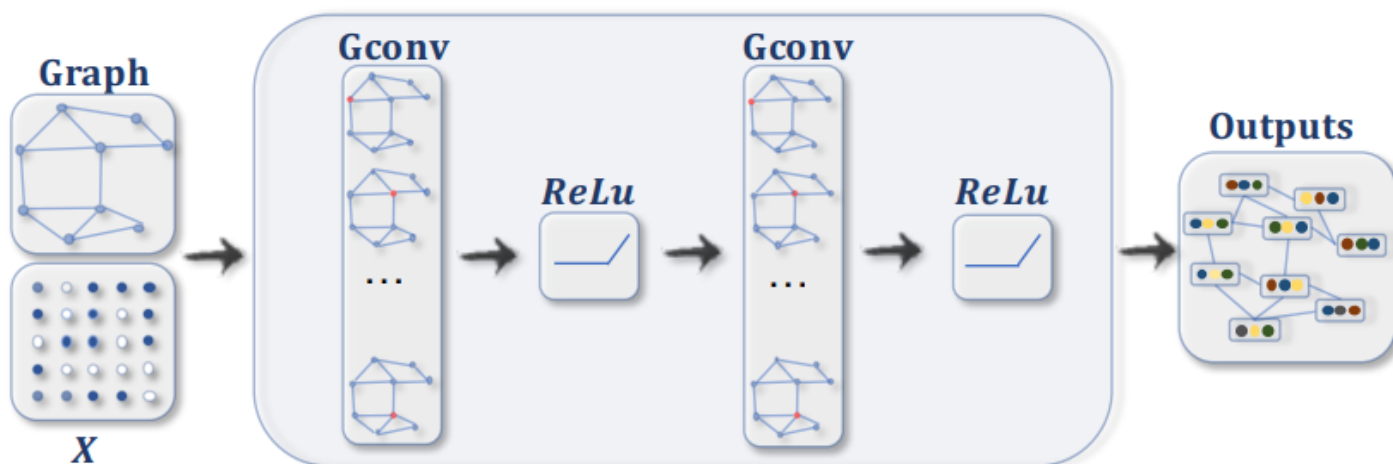 Graph
X
Gconv
...
ReLu
Gconv
...
ReLu
Outputs